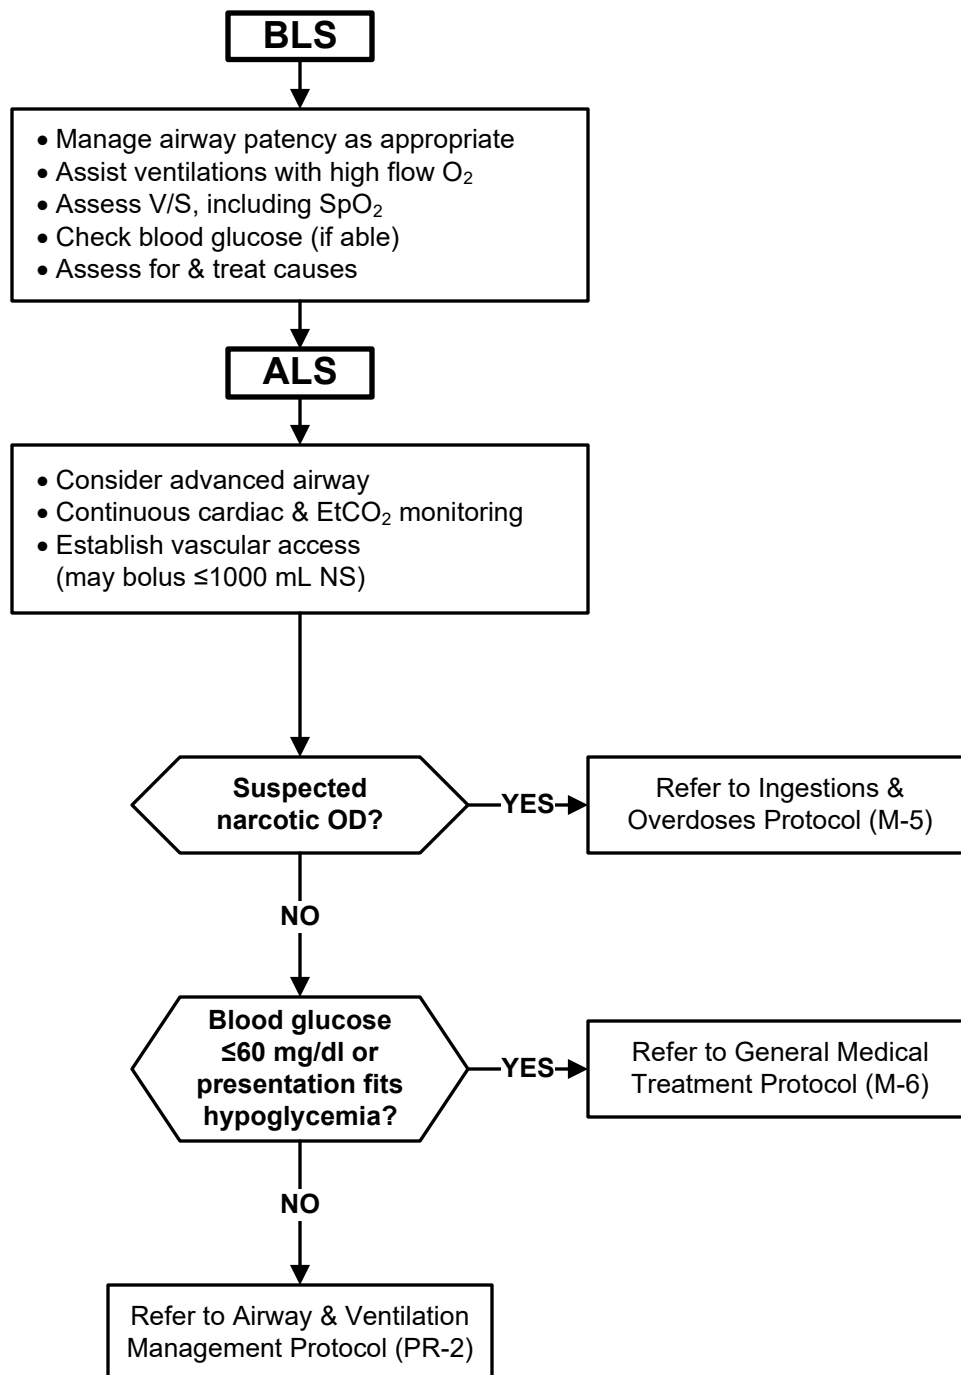 BLS
• Manage airway patency as appropriate
• Assist ventilations with high flow O₂
• Assess V/S, including SpO₂
• Check blood glucose (if able)
• Assess for & treat causes
ALS
• Consider advanced airway
• Continuous cardiac & EtCO₂ monitoring
• Establish vascular access
(may bolus ≤1000 mL NS)
Suspected
narcotic OD?
YES
Refer to Ingestions &
Overdoses Protocol (M-5)
NO
Blood glucose
≤60 mg/dl or
presentation fits
hypoglycemia?
YES
Refer to General Medical
Treatment Protocol (M-6)
NO
Refer to Airway & Ventilation
Management Protocol (PR-2)